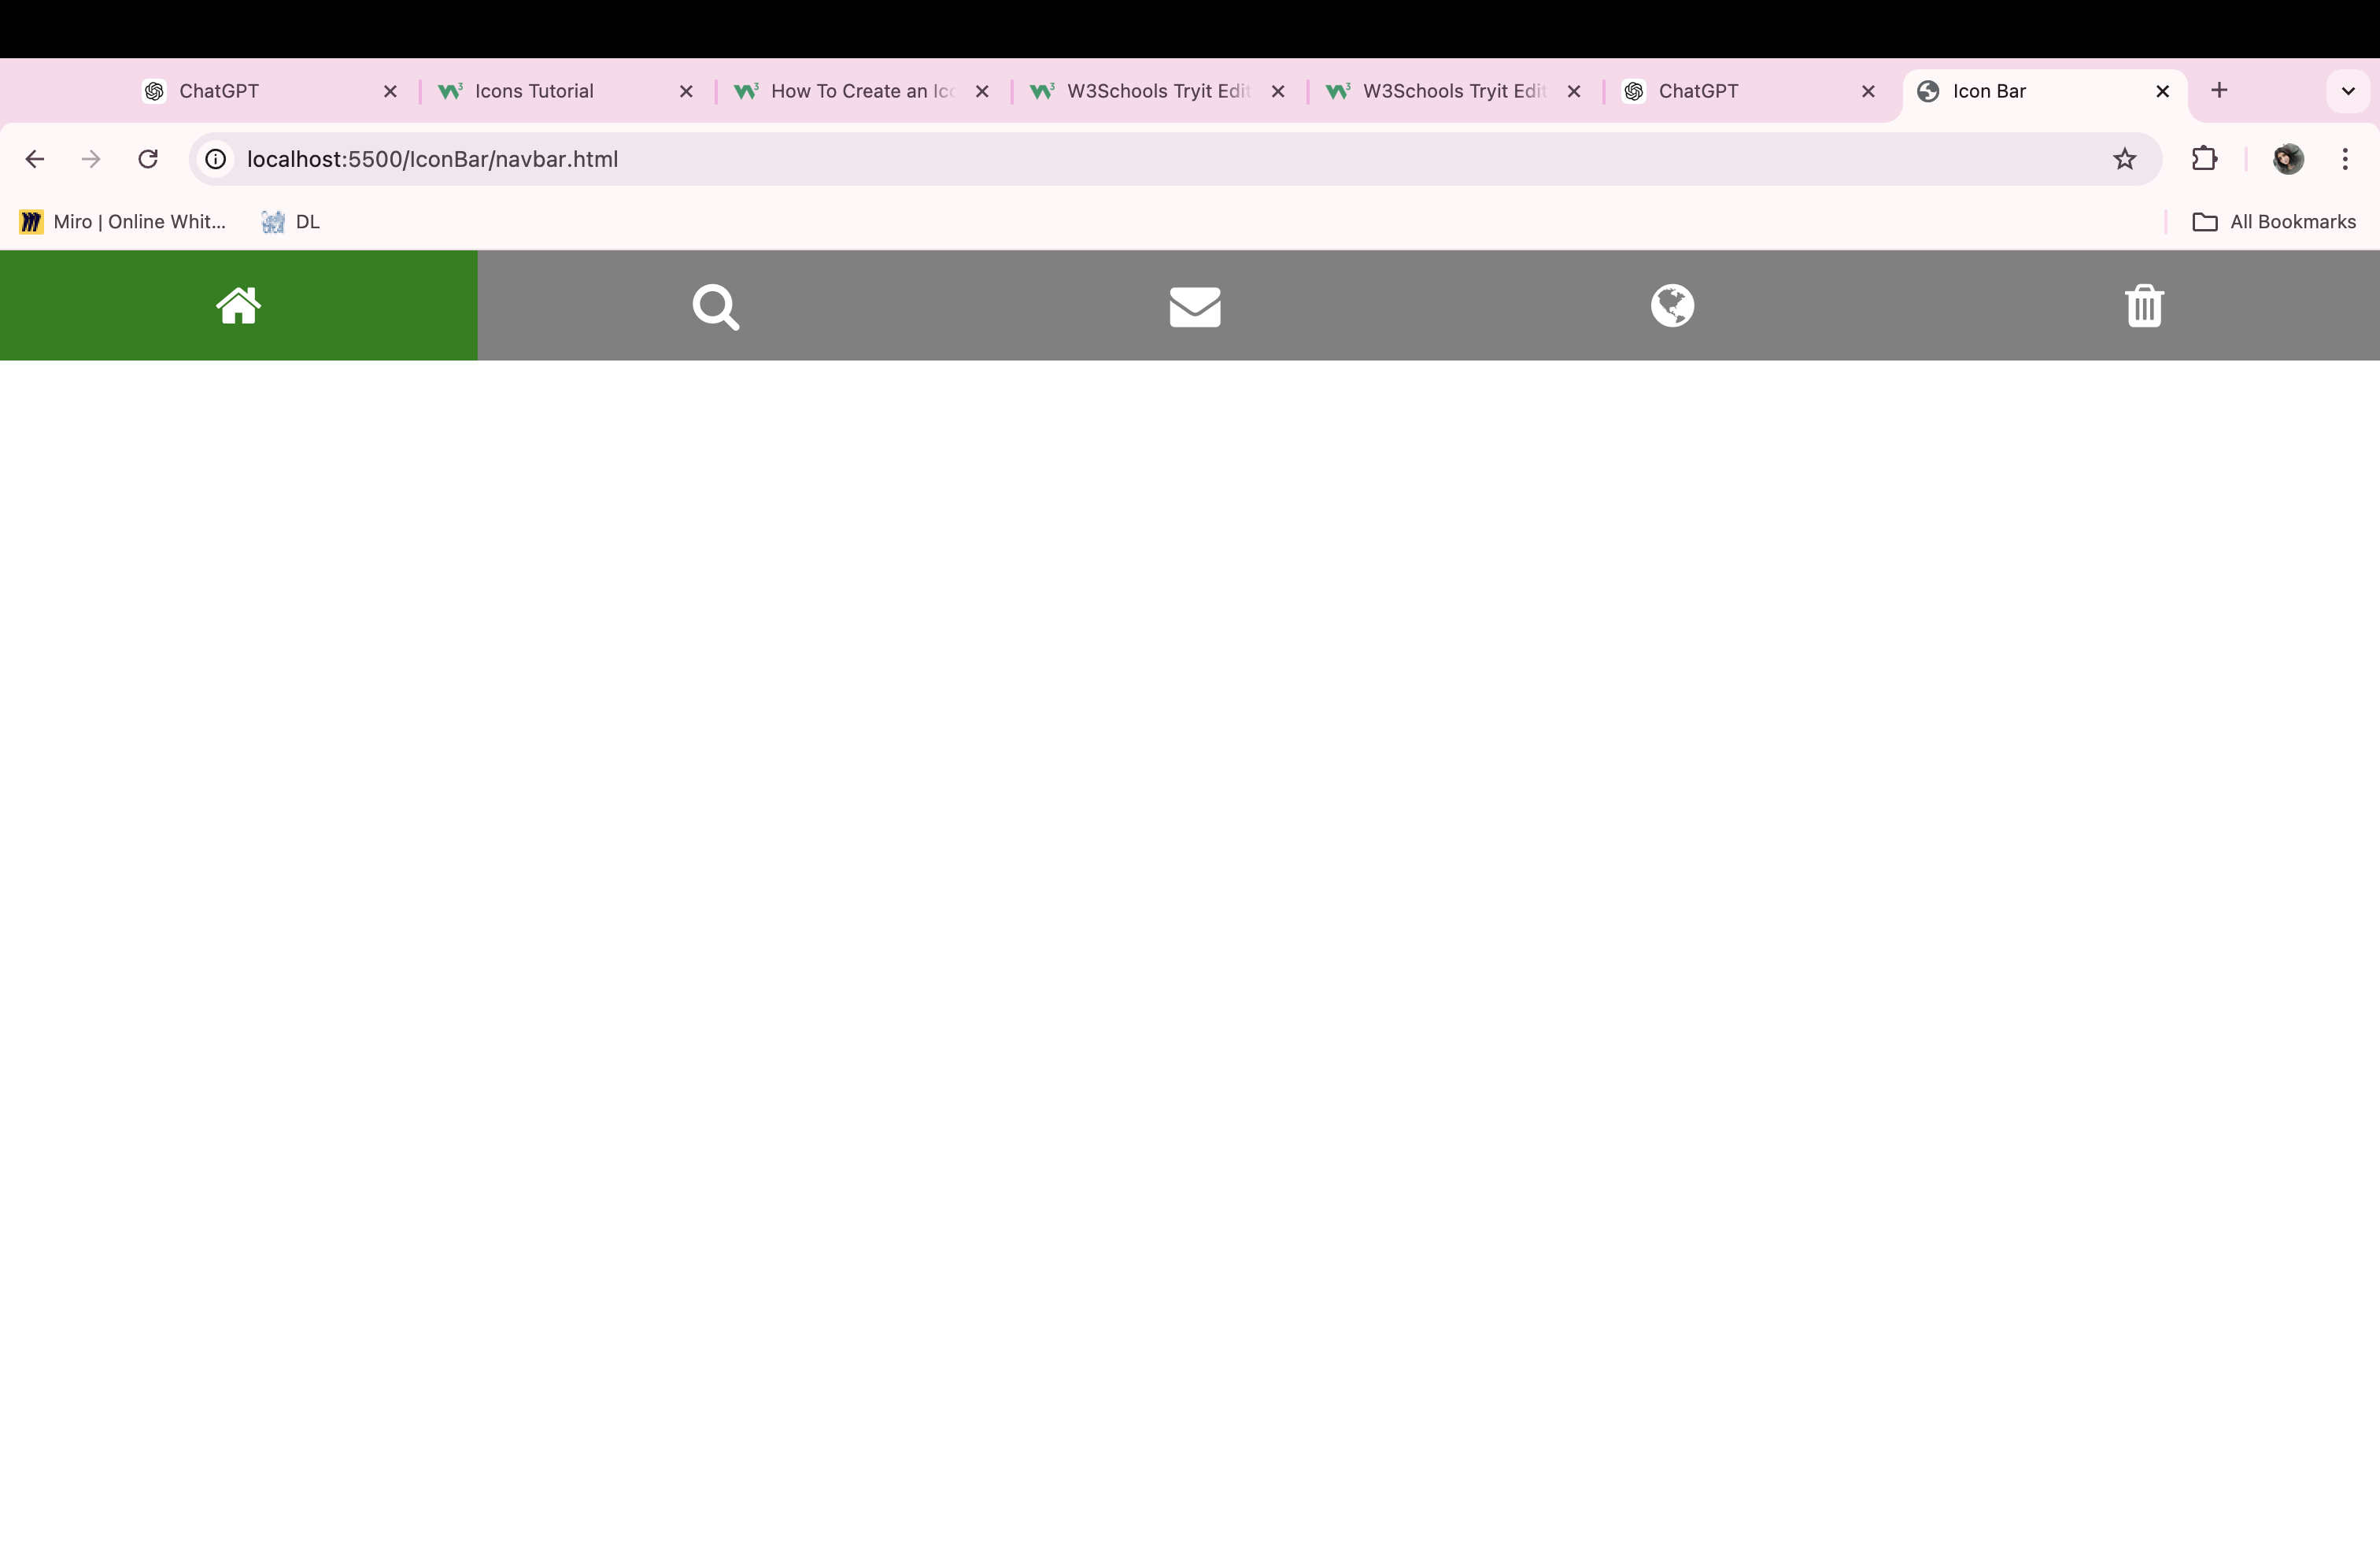 ChatGPT
Icons Tutorial
How To Create an Ico
W3Schools Tryit Edit
W3Schools Tryit Edit
ChatGPT
Icon Bar
localhost:5500/IconBar/navbar.html
Miro | Online Whit...
DL
All Bookmarks